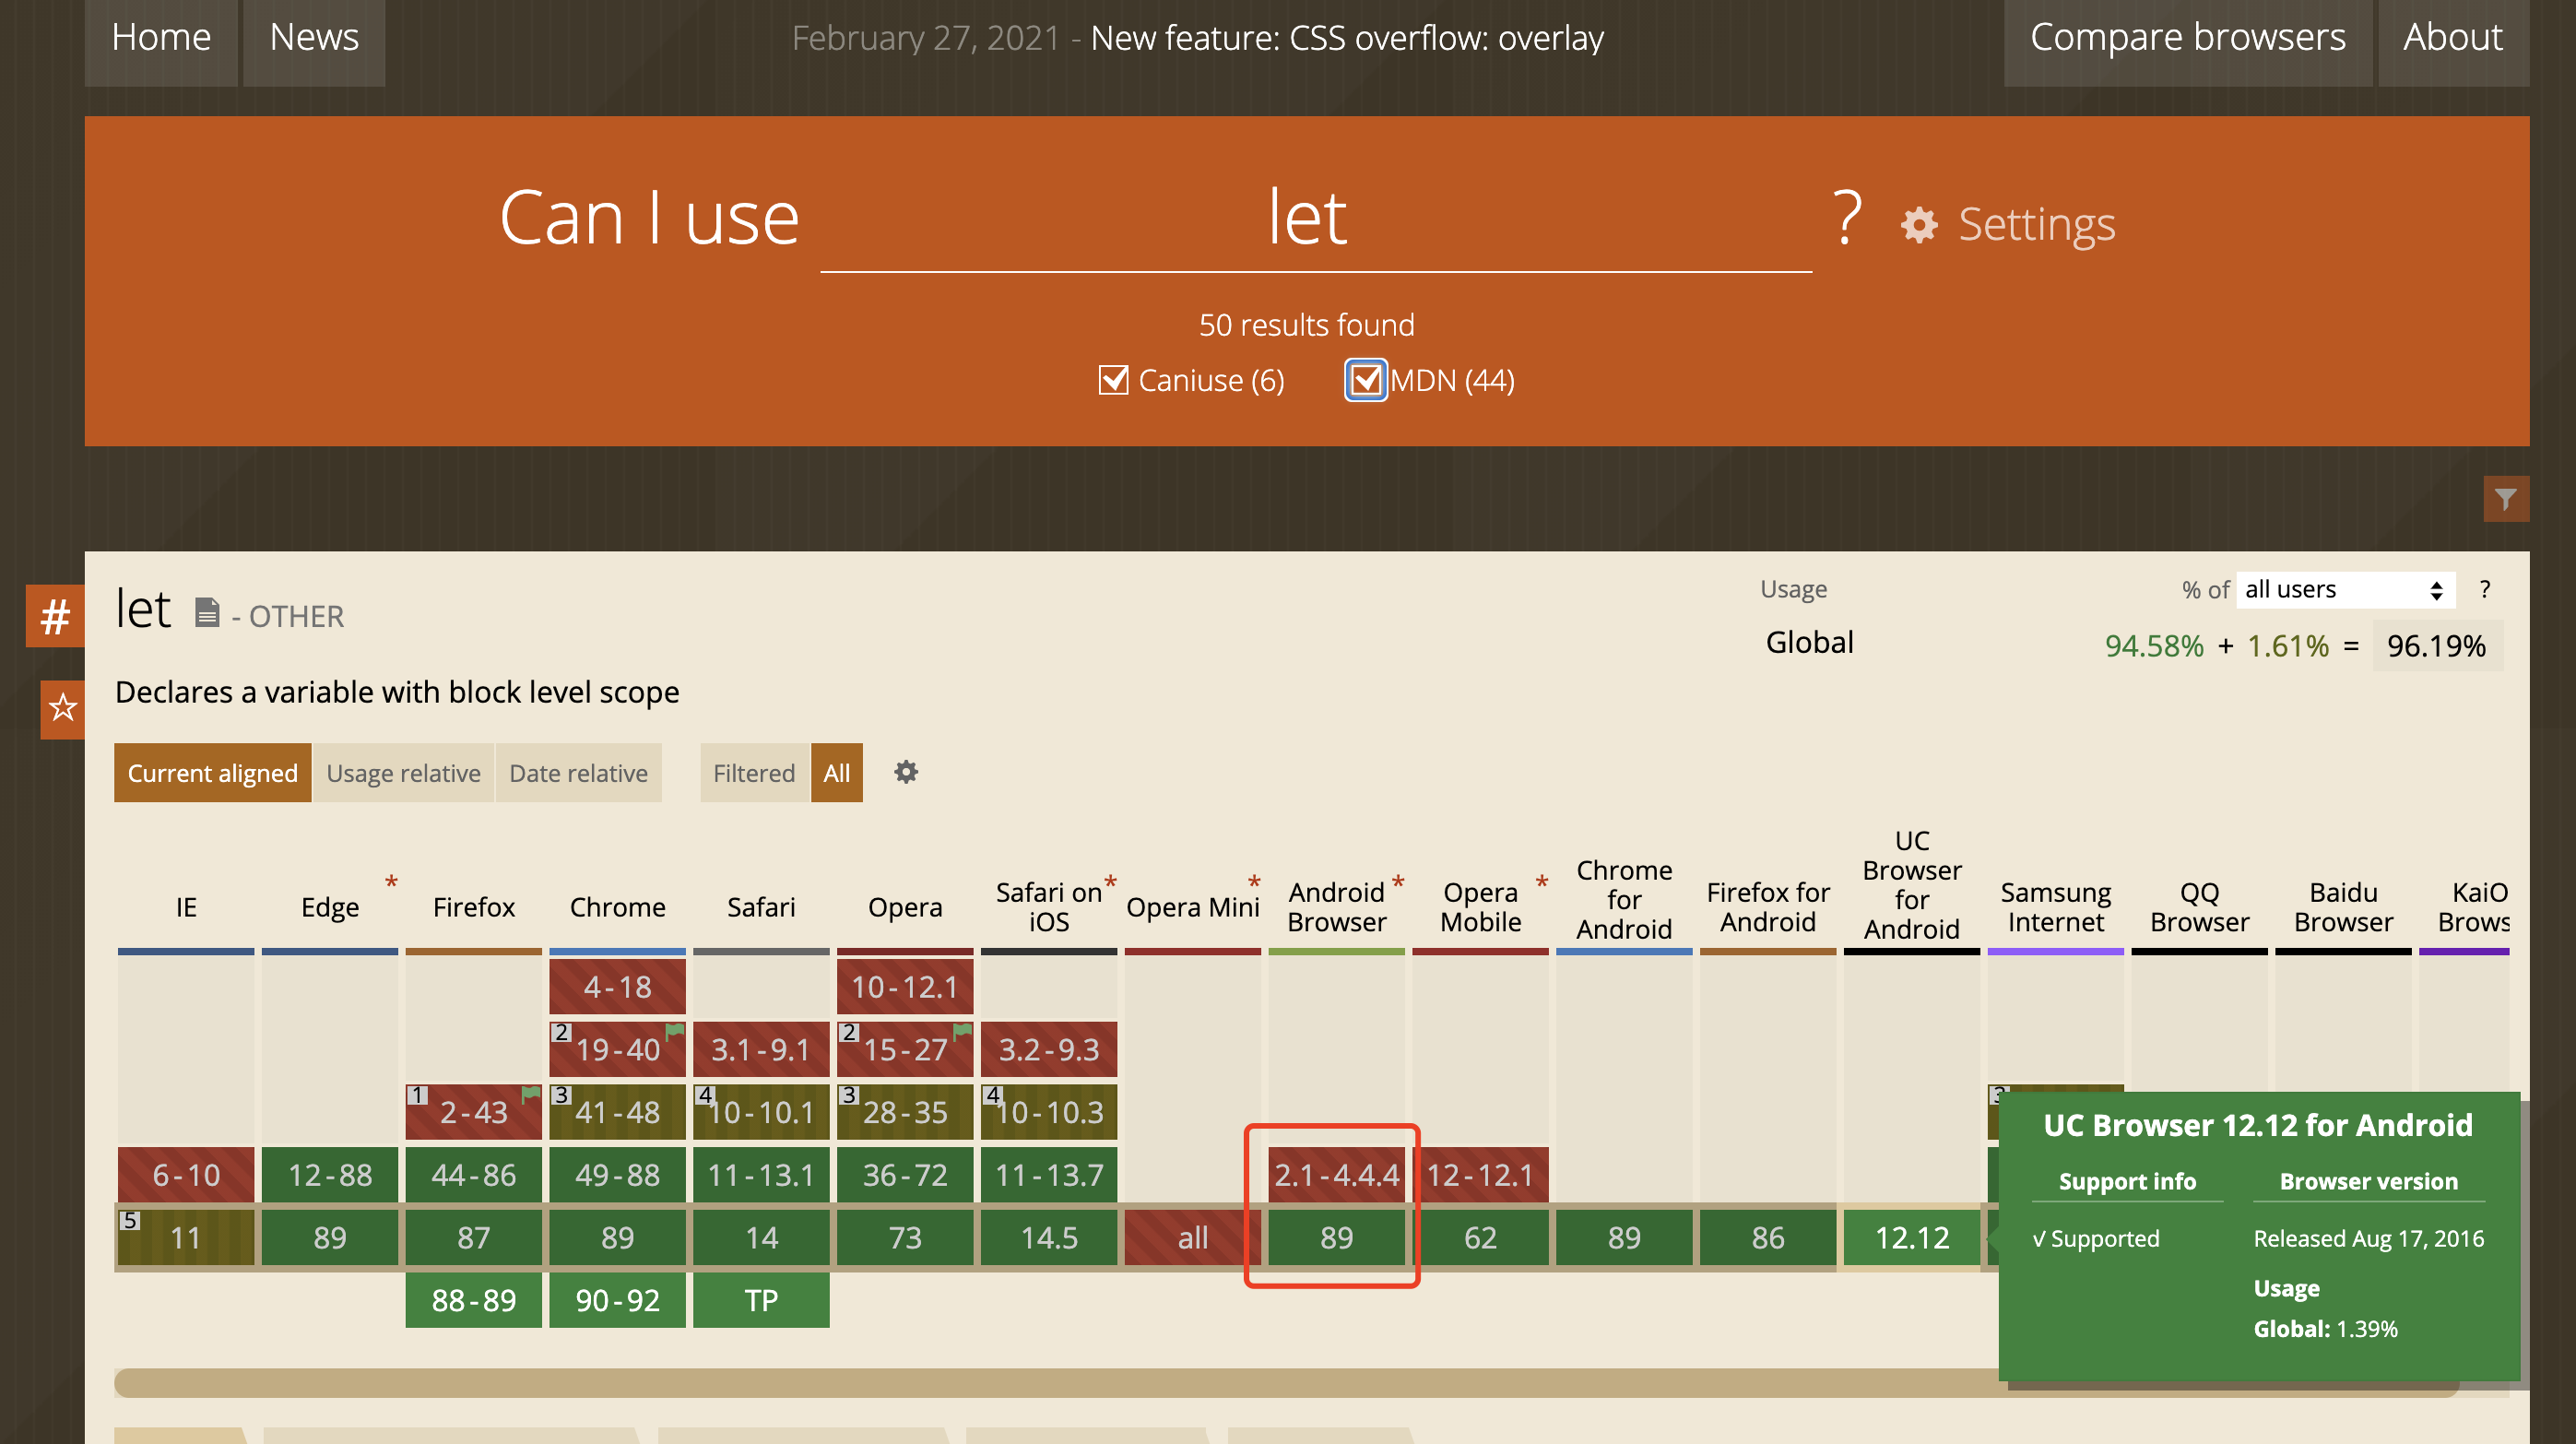 Home
News
February 27, 2021 - New feature: CSS overflow: overlay
Compare browsers
About
Can I use let ?
Settings
50 results found
Caniuse (6)
MDN (44)
#
let - OTHER
Usage
% of all users ?
Global
94.58% + 1.61% = 96.19%
Declares a variable with block level scope
Current aligned
Usage relative
Date relative
Filtered
All
IE
Edge *
Firefox
Chrome
Safari
Opera
Safari on iOS *
Opera Mini *
Android Browser *
Opera Mobile *
Chrome for Android
Firefox for Android
UC Browser for Android
Samsung Internet
QQ Browser
Baidu Browser
KaiO Brows
4-18
10-12.1
2 19-40
3.1-9.1
2 15-27
3.2-9.3
1 2-43
3 41-48
4 10-10.1
3 28-35
4 10-10.3
3
6-10
12-88
44-86
49-88
11-13.1
36-72
11-13.7
2.1-4.4.4
12-12.1
5 11
89
87
89
14
73
14.5
all
89
62
89
86
12.12
88-89
90-92
TP
UC Browser 12.12 for Android
Support info
Browser version
√ Supported
Released Aug 17, 2016
Usage
Global: 1.39%